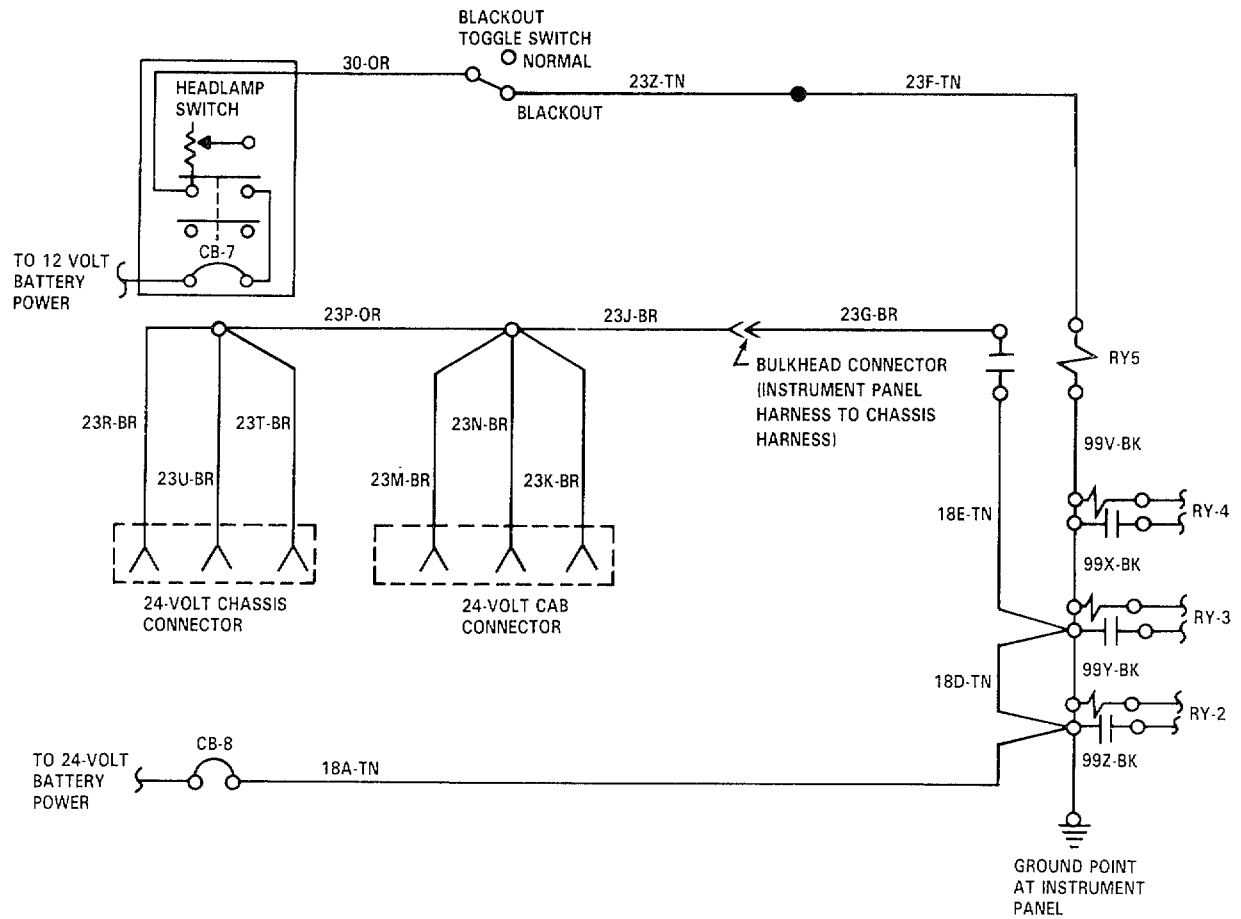 BLACKOUT
TOGGLE SWITCH
NORMAL
30-OR
23Z-TN
23F-TN
BLACKOUT
HEADLAMP
SWITCH
CB-7
TO 12 VOLT
BATTERY
POWER
23P-OR
23J-BR
23G-BR
BULKHEAD CONNECTOR
(INSTRUMENT PANEL
HARNESS TO CHASSIS
HARNESS)
RY5
23R-BR
23T-BR
23N-BR
99V-BK
23U-BR
23M-BR
23K-BR
18E-TN
RY-4
99X-BK
24-VOLT CHASSIS
CONNECTOR
24-VOLT CAB
CONNECTOR
RY-3
99Y-BK
18D-TN
RY-2
CB-8
99Z-BK
TO 24-VOLT
BATTERY
POWER
18A-TN
GROUND POINT
AT INSTRUMENT
PANEL